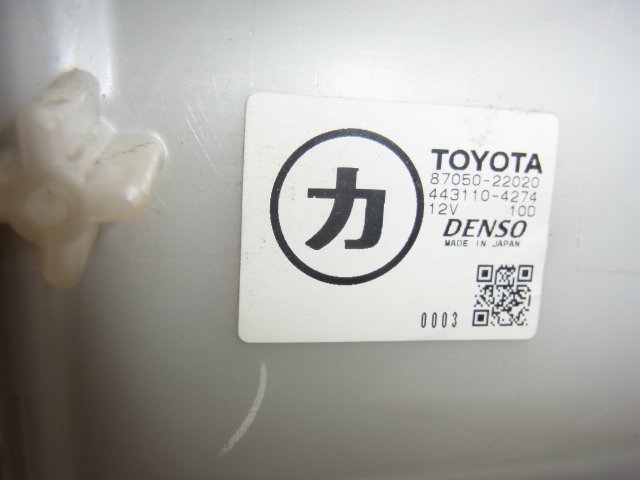 カ
TOYOTA
87050-22020
443110-4274
12V 10D
DENSO
MADE IN JAPAN
0003